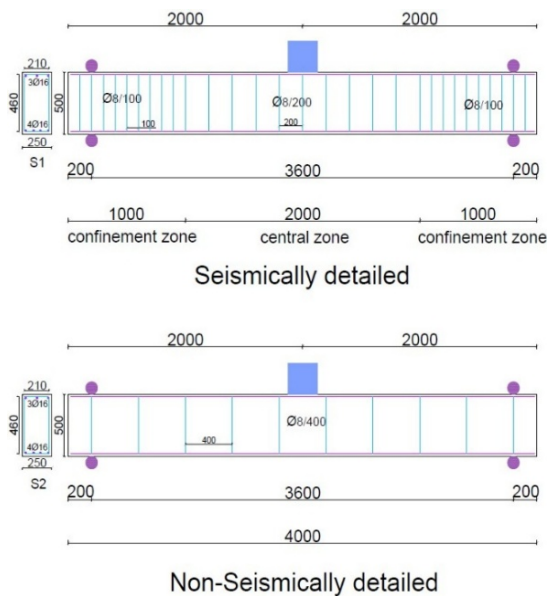 2000 2000
210
3Ø16
460
4Ø16
250
S1
500
Ø8/100 Ø8/200 Ø8/100
100 200
200 3600 200
1000 2000 1000
confinement zone central zone confinement zone
Seismically detailed
2000 2000
210
3Ø16
460
4Ø16
250
S2
500
Ø8/400
400
200 3600 200
4000
Non-Seismically detailed